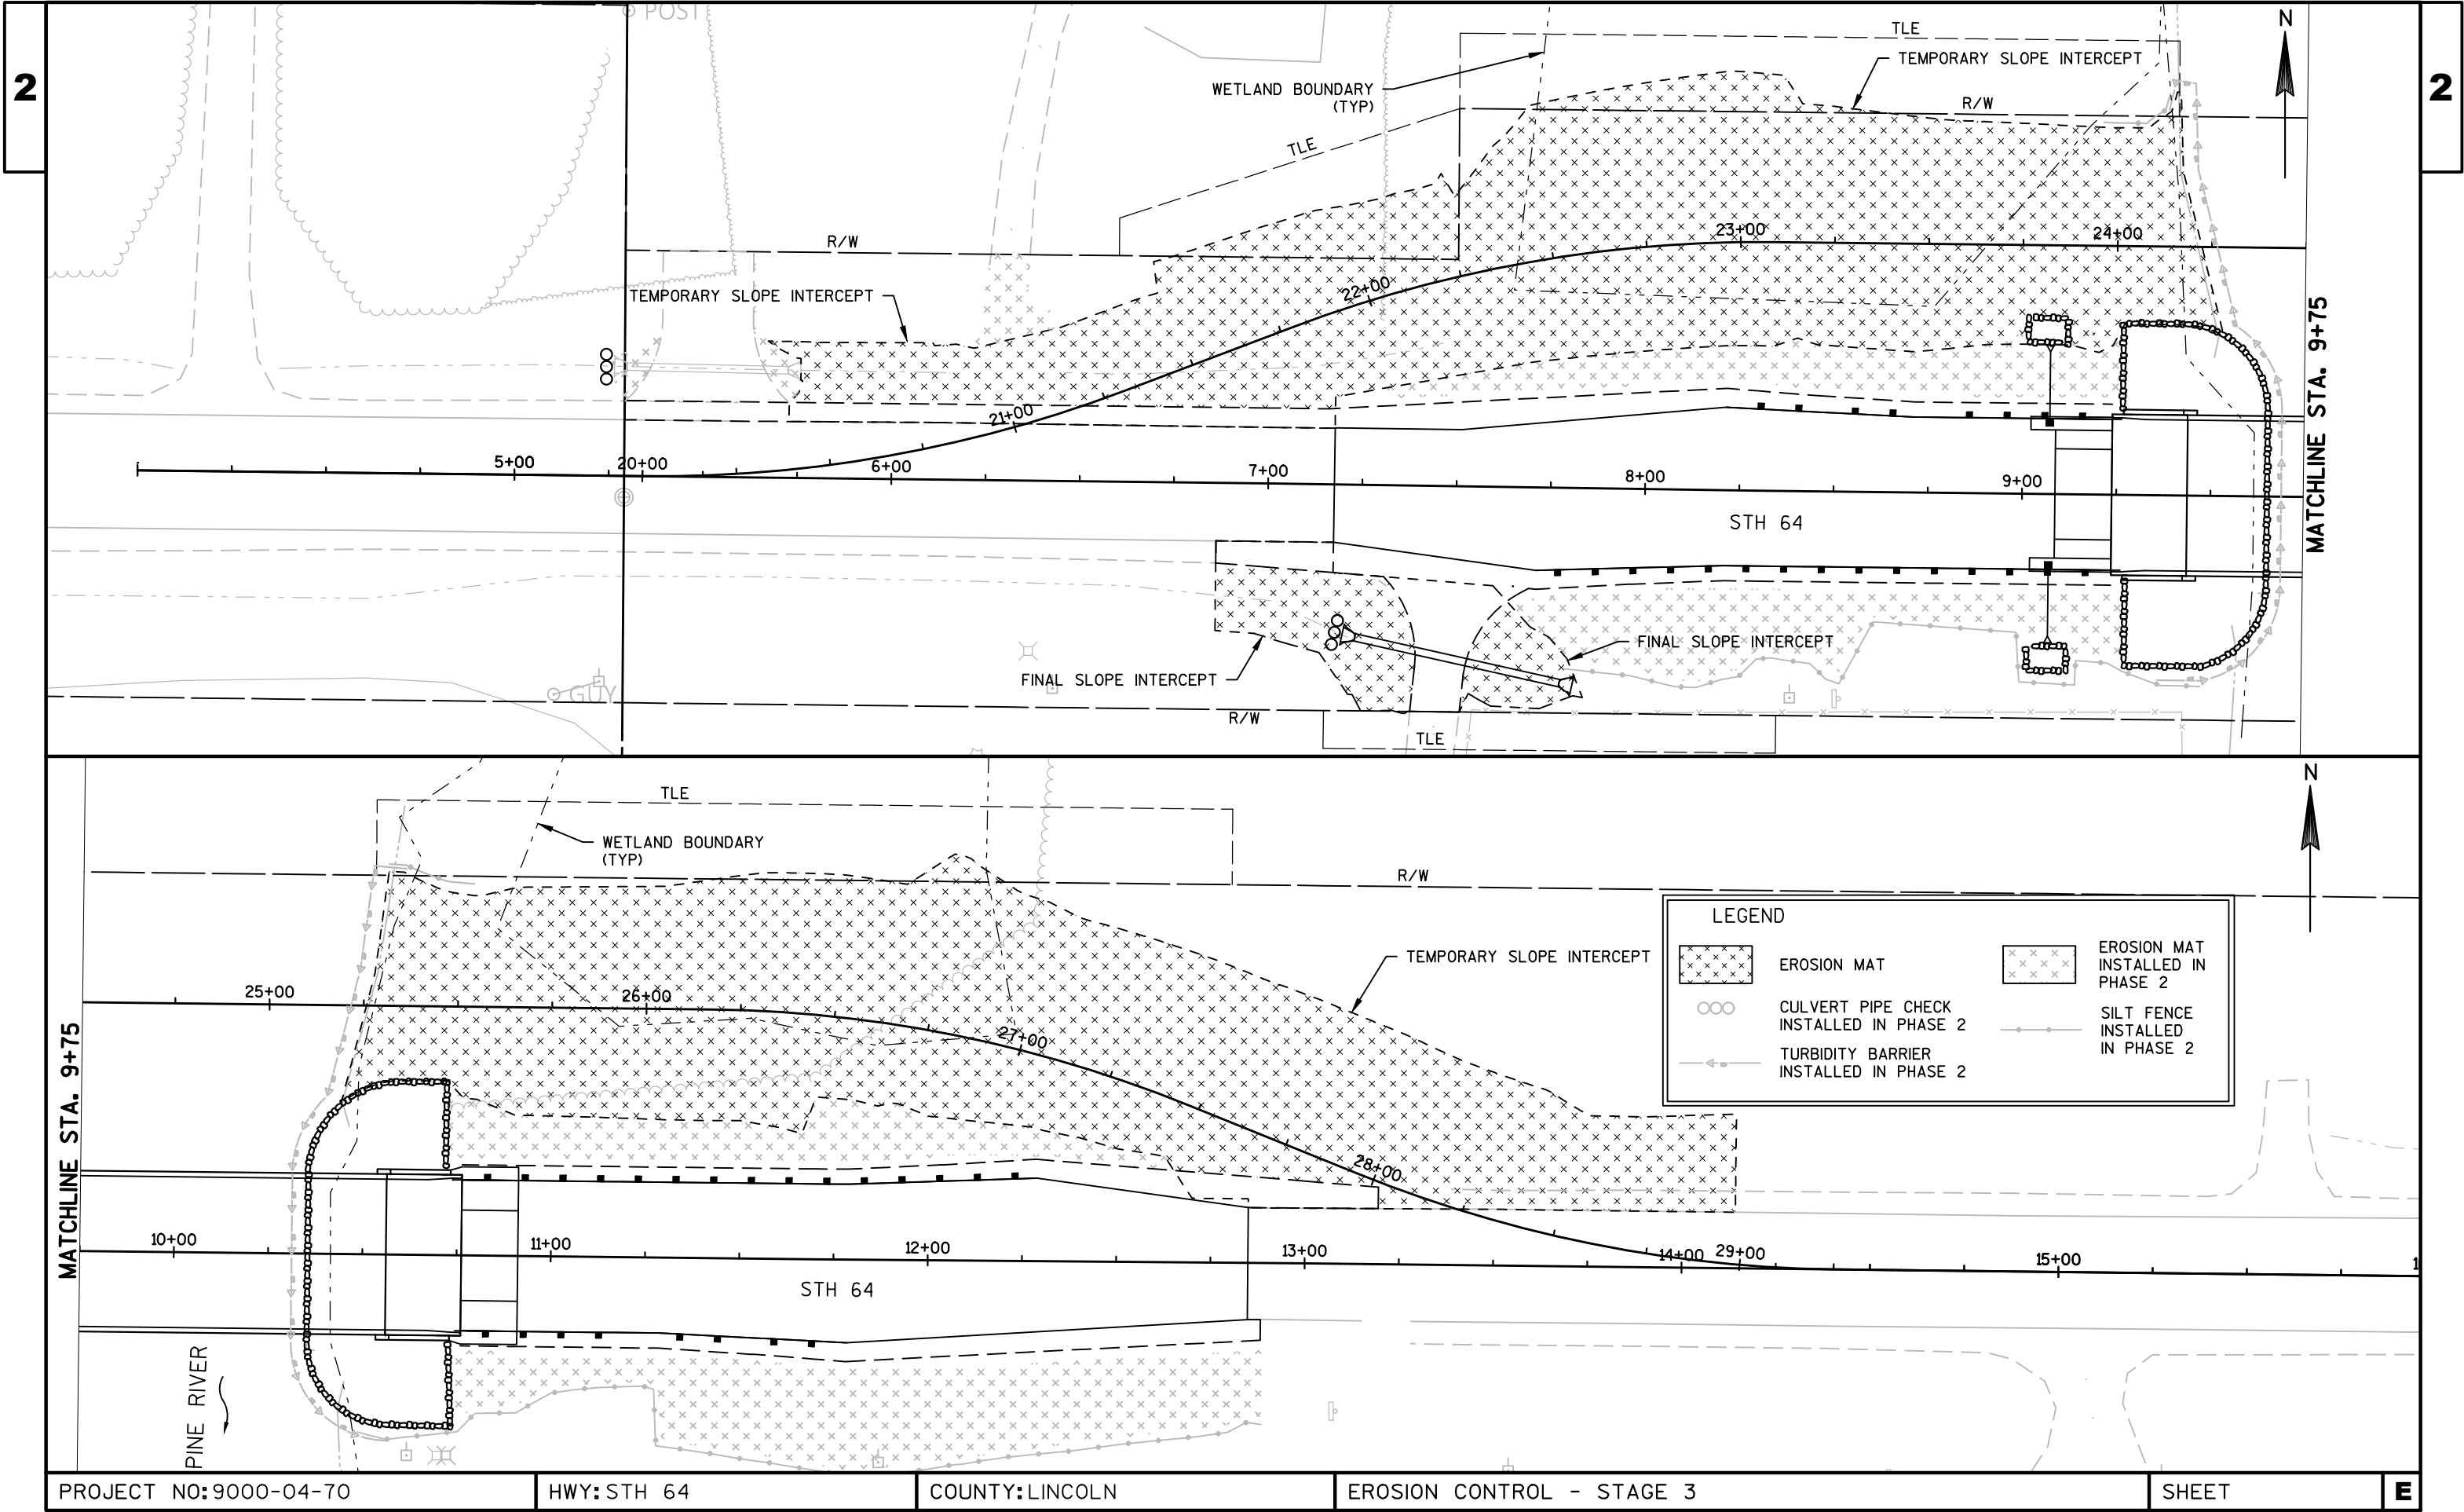 2
2
POST
TLE
TEMPORARY SLOPE INTERCEPT
N
WETLAND BOUNDARY
(TYP)
R/W
TLE
R/W
23+00
24+00
TEMPORARY SLOPE INTERCEPT
22+00
21+00
5+00
20+00
6+00
7+00
8+00
9+00
STH 64
MATCHLINE STA. 9+75
FINAL SLOPE INTERCEPT
FINAL SLOPE INTERCEPT
GUY
R/W
TLE
N
TLE
WETLAND BOUNDARY
(TYP)
R/W
LEGEND
EROSION MAT
EROSION MAT
INSTALLED IN
PHASE 2
CULVERT PIPE CHECK
INSTALLED IN PHASE 2
SILT FENCE
INSTALLED
IN PHASE 2
TURBIDITY BARRIER
INSTALLED IN PHASE 2
TEMPORARY SLOPE INTERCEPT
25+00
26+00
27+00
28+00
MATCHLINE STA. 9+75
10+00
11+00
12+00
13+00
14+00
29+00
15+00
STH 64
PINE RIVER
PROJECT NO:9000-04-70
HWY:STH 64
COUNTY:LINCOLN
EROSION CONTROL - STAGE 3
SHEET
E